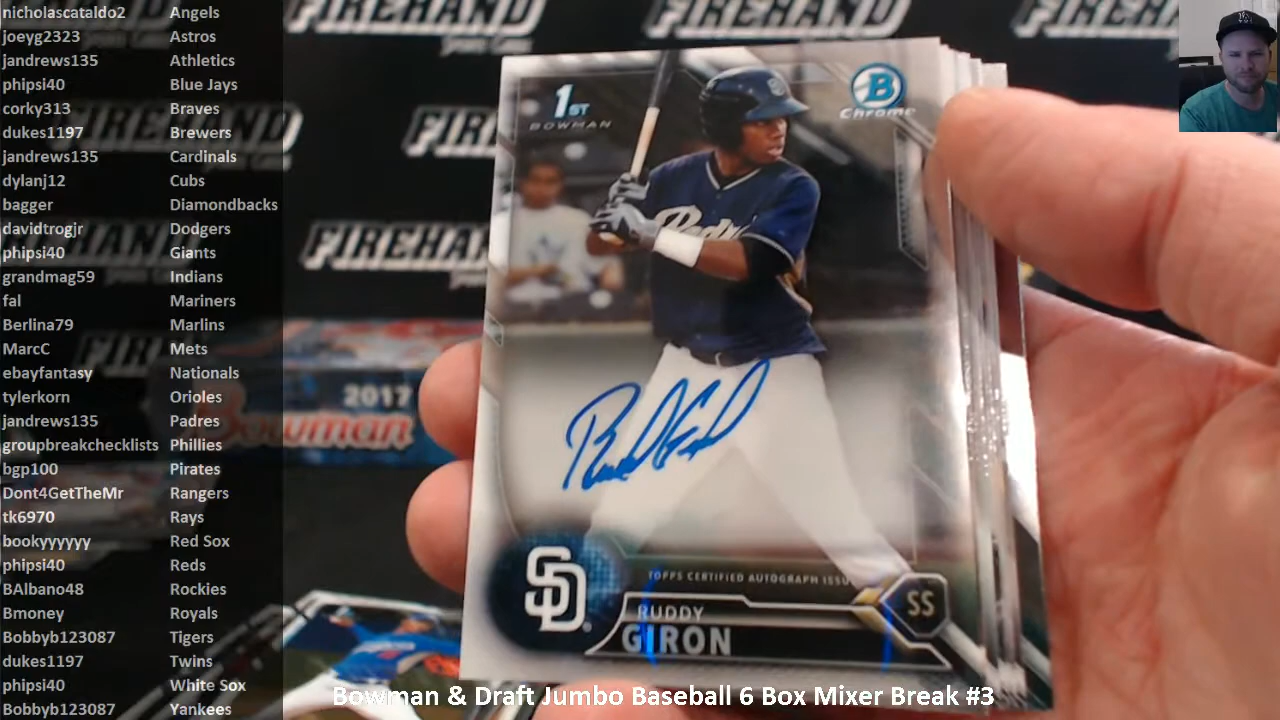 nicholascataldo2 Angels
joeyg2323 Astros
jandrews135 Athletics
phipsi40 Blue Jays
corky313 Braves
dukes1197 Brewers
jandrews135 Cardinals
dylanj12 Cubs
bagger Diamondbacks
davidtrogjr Dodgers
phipsi40 Giants
grandmag59 Indians
fal Mariners
Berlina79 Marlins
MarcC Mets
ebayfantasy Nationals
tylerkorn Orioles
jandrews135 Padres
groupbreakchecklists Phillies
bgp100 Pirates
Dont4GetTheMr Rangers
tk6970 Rays
bookyyyyyy Red Sox
phipsi40 Reds
BAlbano48 Rockies
Bmoney Royals
Bobbyb123087 Tigers
dukes1197 Twins
phipsi40 White Sox
Bobbyb123087 Yankees
FIREHAND
FIREHAND
1ST
BOWMAN
B
Chrome
Padres
2017
Bowman
SD
TOPPS CERTIFIED AUTOGRAPH ISSU
RUDDY
GIRON
SS
Bowman & Draft Jumbo Baseball 6 Box Mixer Break #3